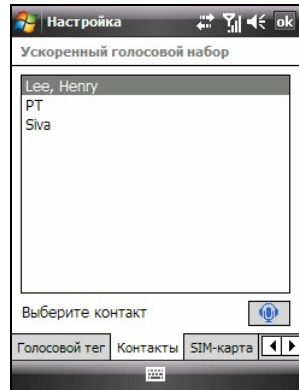 Настройка ok
Ускоренный голосовой набор
Lee, Henry
PT
Siva
Выберите контакт
Голосовой тег Контакты SIM-карта